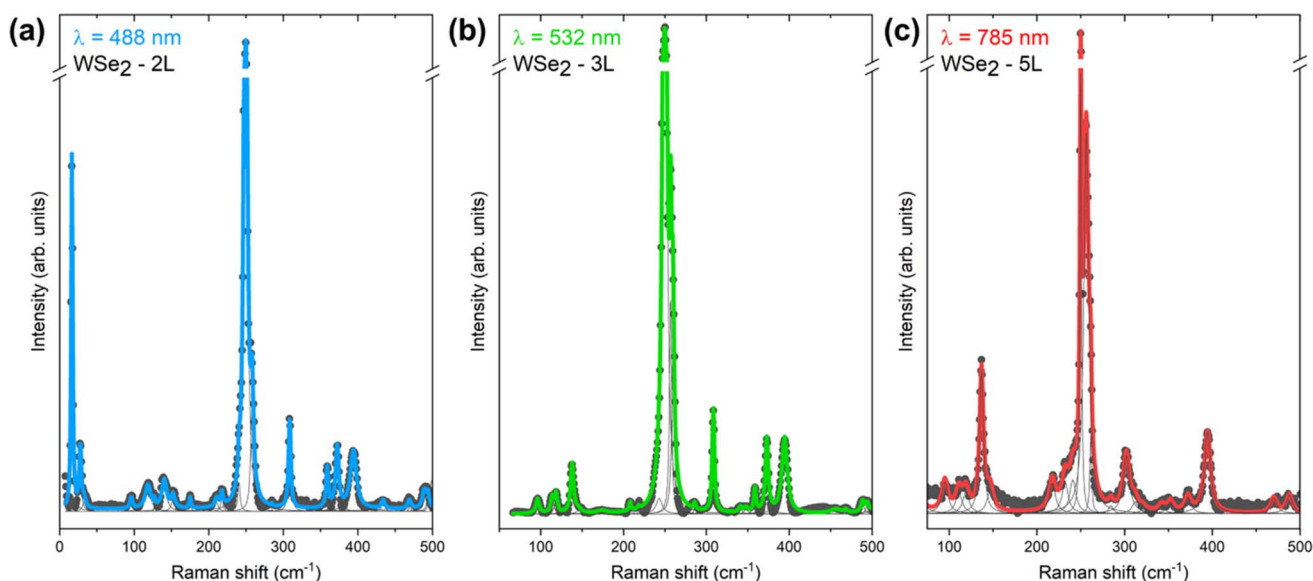 (a)
λ = 488 nm
WSe2 - 2L
Intensity (arb. units)
0 100 200 300 400 500
Raman shift (cm-1)
(b)
λ = 532 nm
WSe2 - 3L
Intensity (arb. units)
100 200 300 400 500
Raman shift (cm-1)
(c)
λ = 785 nm
WSe2 - 5L
Intensity (arb. units)
100 200 300 400 500
Raman shift (cm-1)